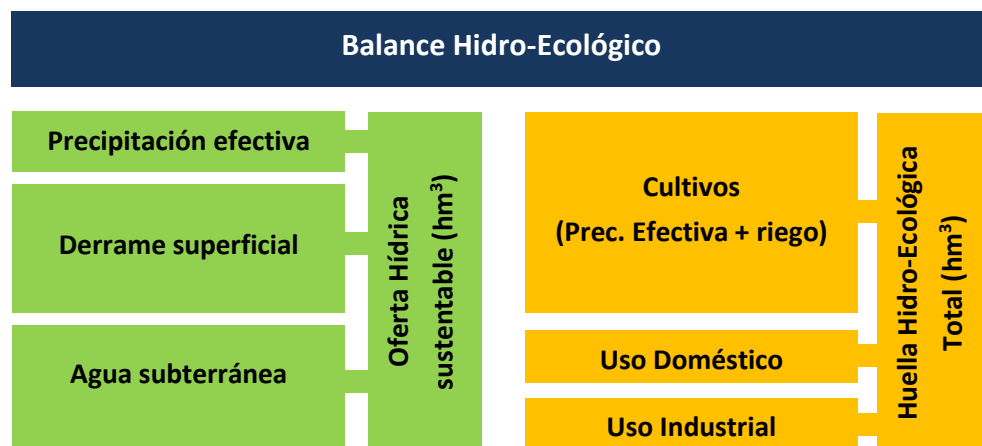 Balance Hidro-Ecológico
Precipitación efectiva
Derrame superficial
Agua subterránea
Oferta Hídrica
sustentable (hm³)
Cultivos
(Prec. Efectiva + riego)
Uso Doméstico
Uso Industrial
Huella Hidro-Ecológica
Total (hm³)